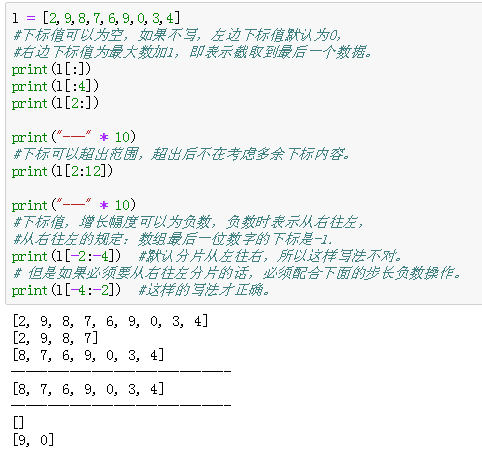 l = [2,9,8,7,6,9,0,3,4]
#下标值可以为空，如果不写，左边下标值默认为0，
#右边下标值为最大数加1，即表示截取到最后一个数据。
print(l[:])
print(l[:4])
print(l[2:])
print("---" * 10)
#下标可以超出范围，超出后不在考虑多余下标内容。
print(l[2:12])
print("---" * 10)
#下标值，增长幅度可以为负数，负数时表示从右往左，
#从右往左的规定：数组最后一位数字的下标是-1.
print(l[-2:-4])  #默认分片从左往右，所以这样写法不对。
# 但是如果必须要从右往左分片的话，必须配合下面的步长负数操作。
print(l[-4:-2])  #这样的写法才正确。
[2, 9, 8, 7, 6, 9, 0, 3, 4]
[2, 9, 8, 7]
[8, 7, 6, 9, 0, 3, 4]
------------------------------
[8, 7, 6, 9, 0, 3, 4]
------------------------------
[]
[9, 0]